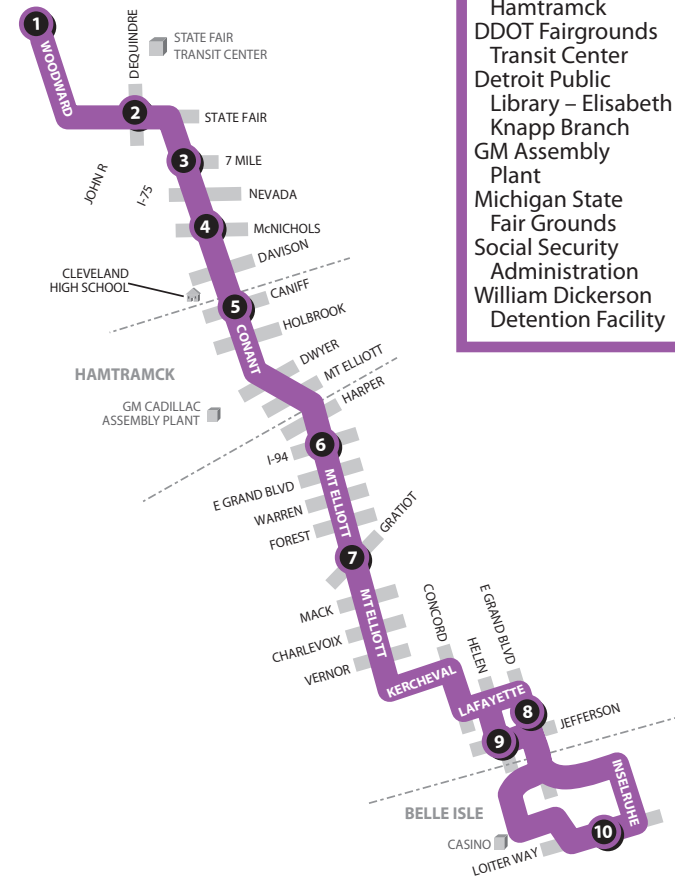 1
WOODWARD
DEQUINDRE
STATE FAIR
TRANSIT CENTER
2
STATE FAIR
JOHN R
I-75
3
7 MILE
NEVADA
4
McNICHOLS
DAVISON
CLEVELAND
HIGH SCHOOL
5
CANIFF
HOLBROOK
CONANT
DWYER
MT ELLIOTT
HARPER
HAMTRAMCK
GM CADILLAC
ASSEMBLY PLANT
6
I-94
E GRAND BLVD
WARREN
FOREST
MT ELLIOTT
GRATIOT
7
MACK
CHARLEVOIX
VERNOR
MT ELLIOTT
KERCHEVAL
CONCORD
HELEN
E GRAND BLVD
LAFAYETTE
8
JEFFERSON
9
BELLE ISLE
INSELRUHE
10
CASINO
LOITER WAY
Hamtramck
DDOT Fairgrounds
Transit Center
Detroit Public
Library – Elisabeth
Knapp Branch
GM Assembly
Plant
Michigan State
Fair Grounds
Social Security
Administration
William Dickerson
Detention Facility